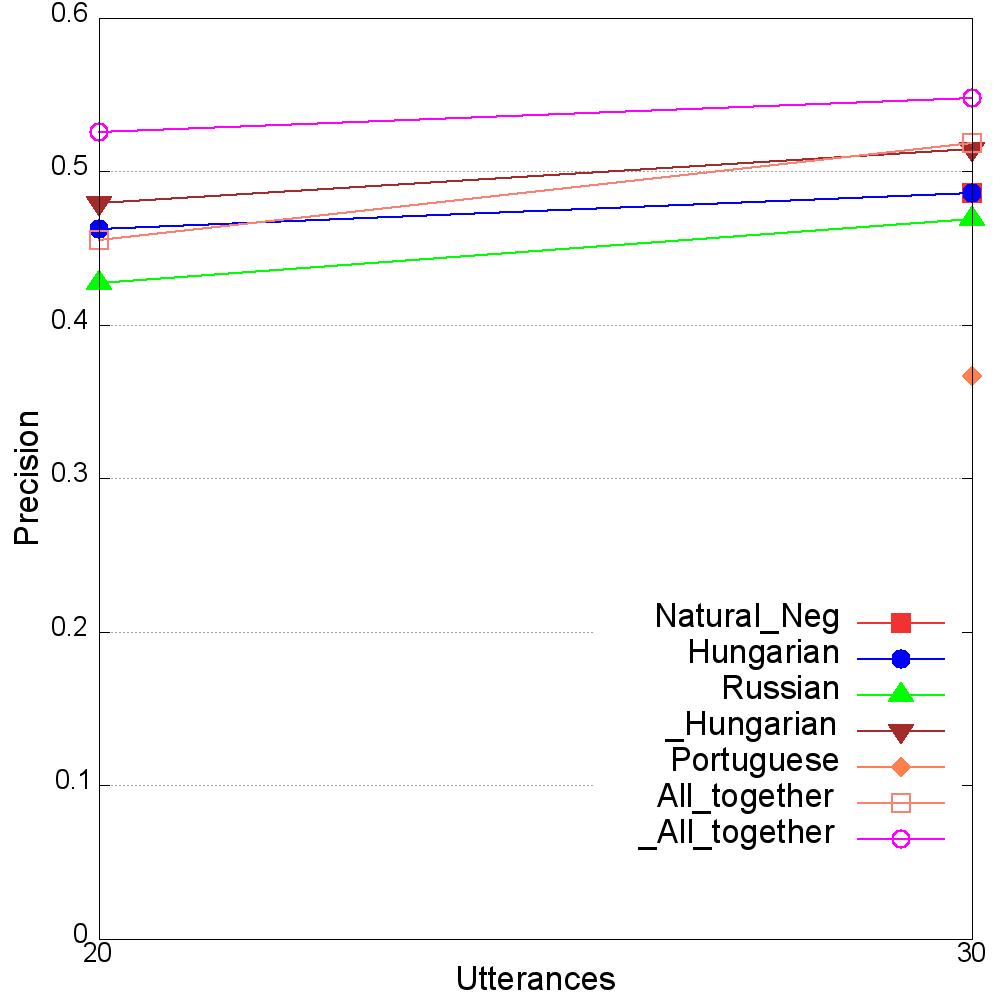 0.6
0.5
0.4
0.3
0.2
0.1
0
20
30
Precision
Utterances
Natural_Neg
Hungarian
Russian
_Hungarian
Portuguese
All_together
_All_together